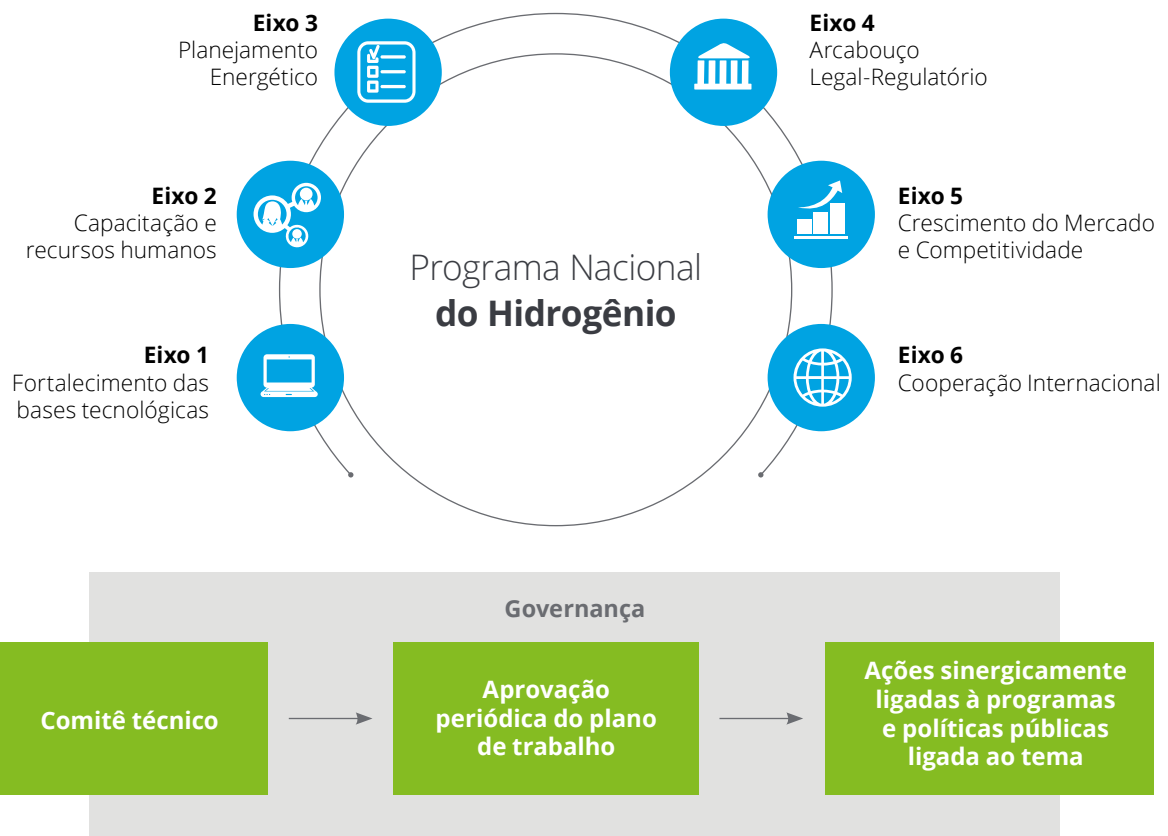 Eixo 3
Planejamento
Energético
Eixo 4
Arcabouço
Legal-Regulatório
Eixo 2
Capacitação e
recursos humanos
Eixo 5
Crescimento do Mercado
e Competitividade
Programa Nacional
do Hidrogênio
Eixo 1
Fortalecimento das
bases tecnológicas
Eixo 6
Cooperação Internacional
Governança
Comitê técnico
Aprovação
periódica do plano
de trabalho
Ações sinergicamente
ligadas à programas
e políticas públicas
ligada ao tema